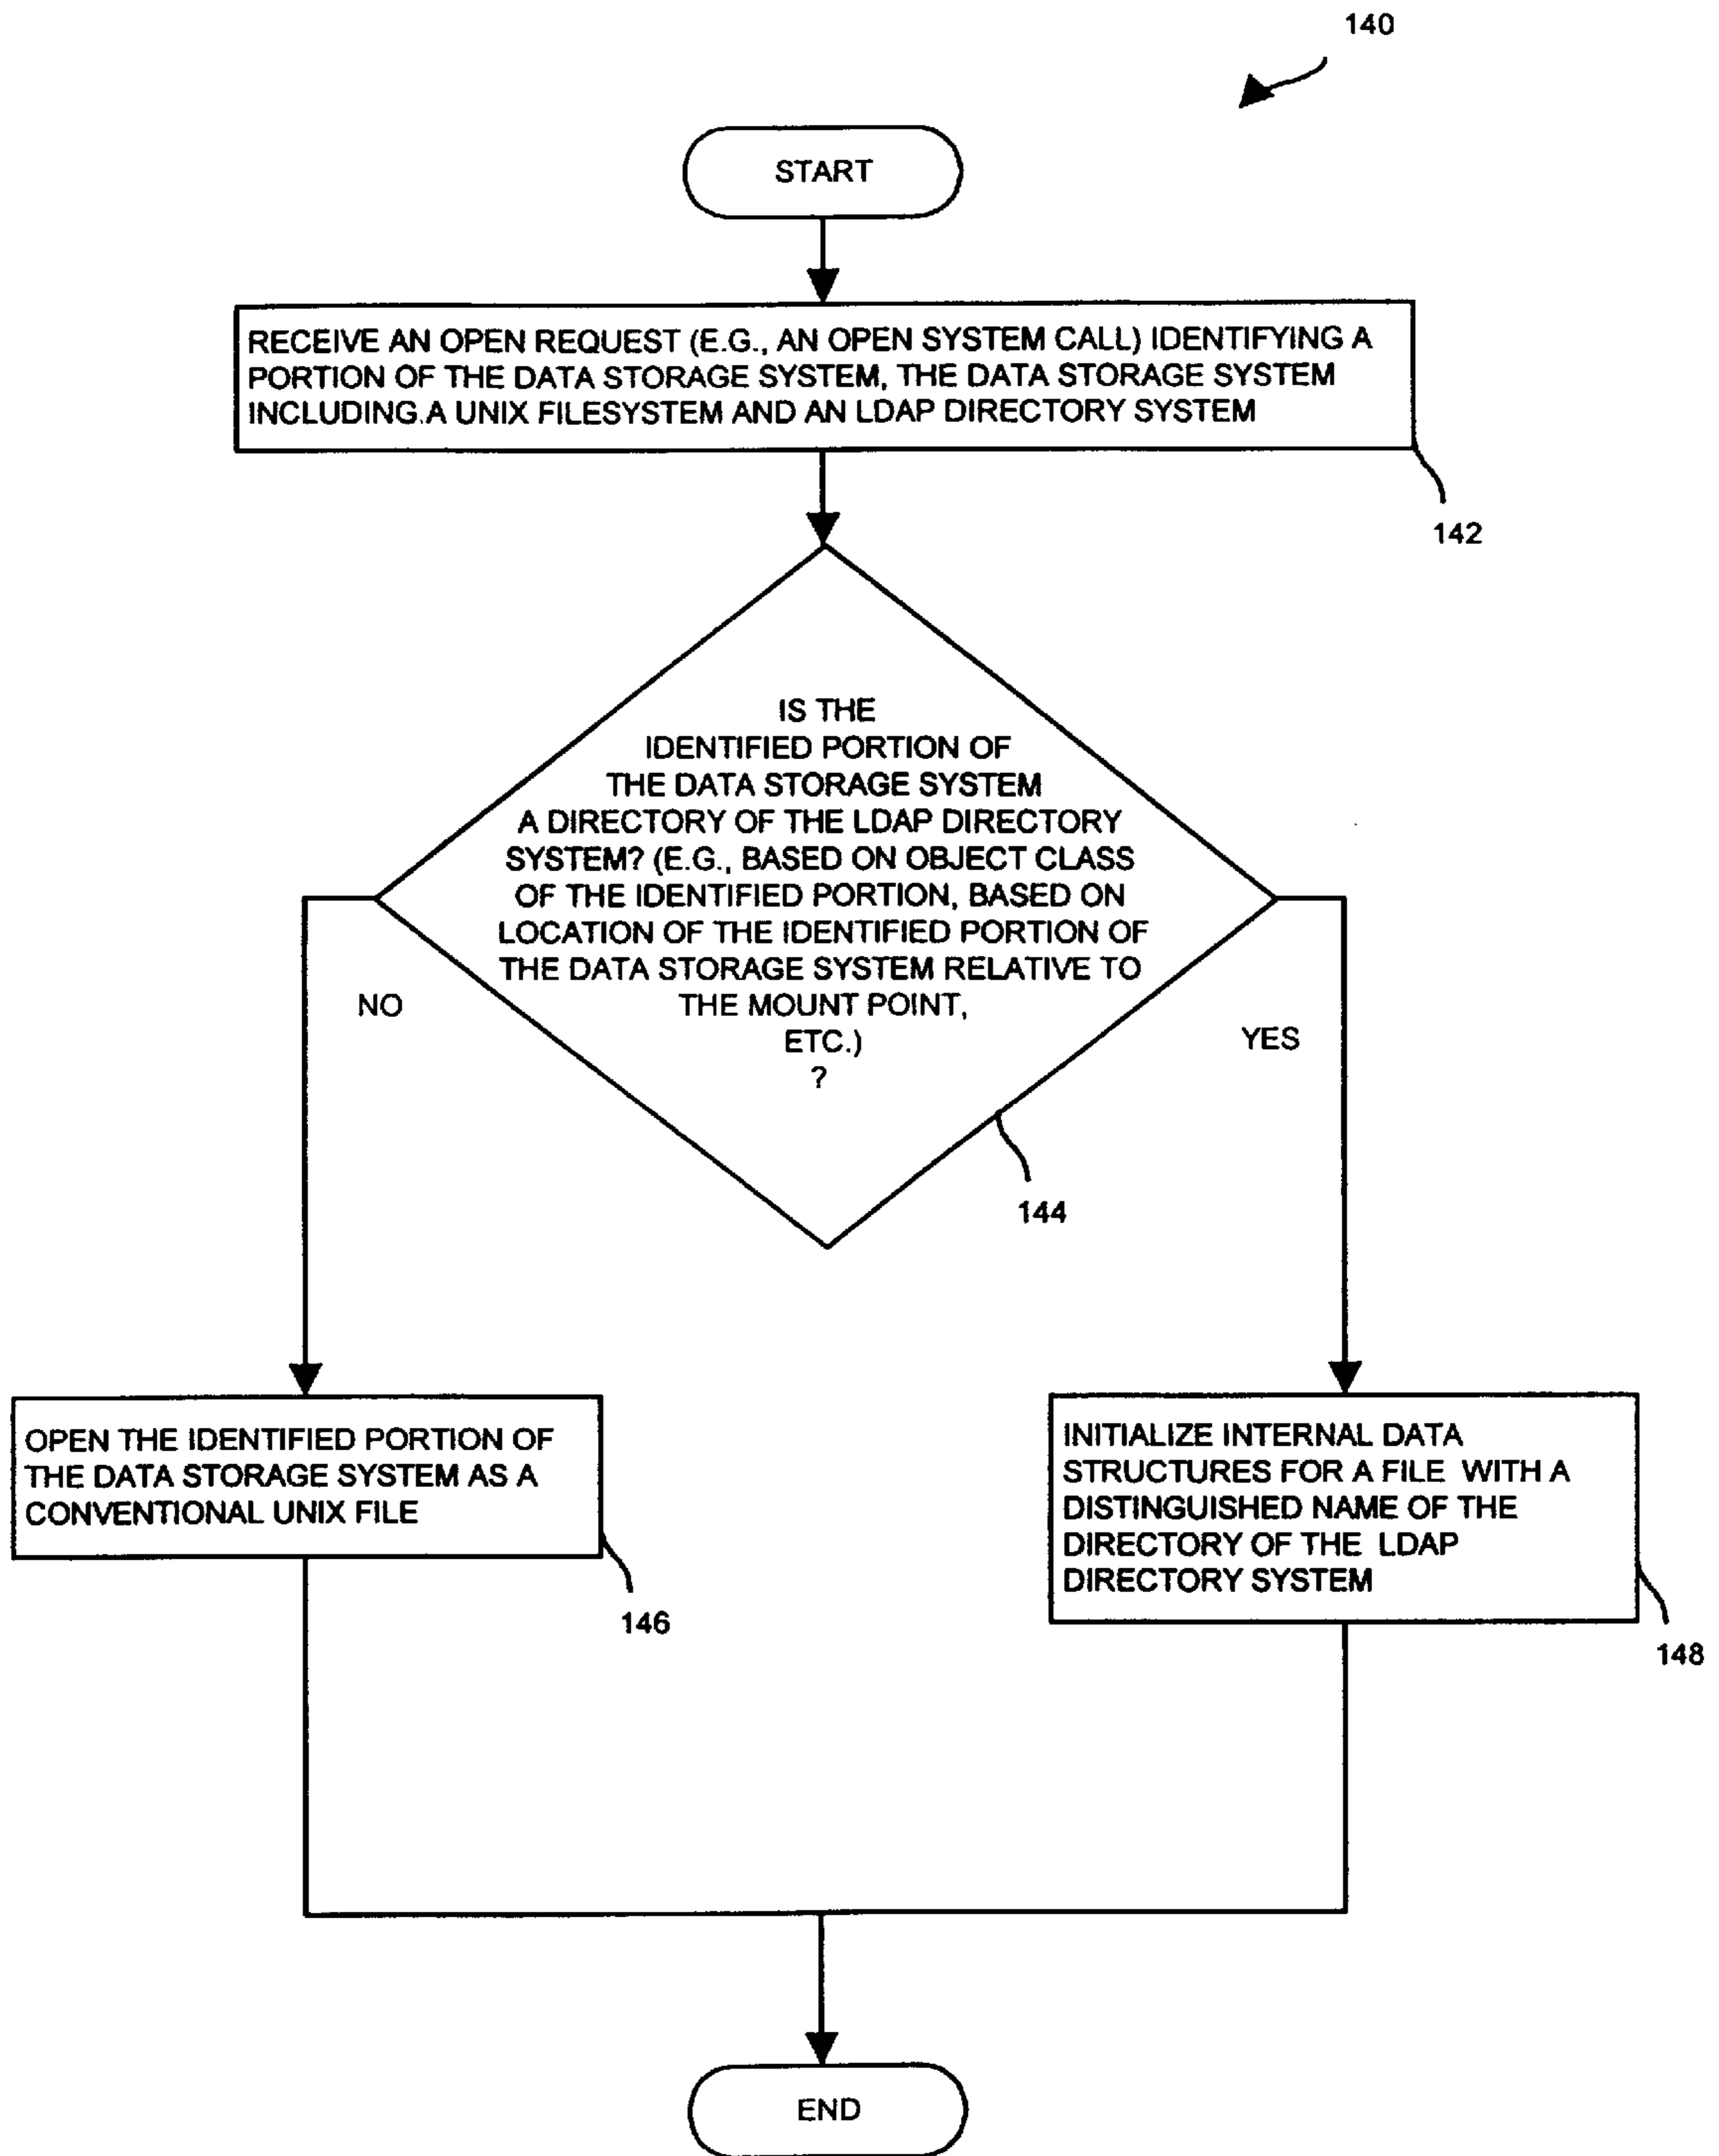 140
START
RECEIVE AN OPEN REQUEST (E.G., AN OPEN SYSTEM CALL) IDENTIFYING A
PORTION OF THE DATA STORAGE SYSTEM, THE DATA STORAGE SYSTEM
INCLUDING A UNIX FILESYSTEM AND AN LDAP DIRECTORY SYSTEM
142
IS THE
IDENTIFIED PORTION OF
THE DATA STORAGE SYSTEM
A DIRECTORY OF THE LDAP DIRECTORY
SYSTEM? (E.G., BASED ON OBJECT CLASS
OF THE IDENTIFIED PORTION, BASED ON
LOCATION OF THE IDENTIFIED PORTION OF
THE DATA STORAGE SYSTEM RELATIVE TO
THE MOUNT POINT,
ETC.)
?
NO
YES
144
OPEN THE IDENTIFIED PORTION OF
THE DATA STORAGE SYSTEM AS A
CONVENTIONAL UNIX FILE
146
INITIALIZE INTERNAL DATA
STRUCTURES FOR A FILE WITH A
DISTINGUISHED NAME OF THE
DIRECTORY OF THE LDAP
DIRECTORY SYSTEM
148
END